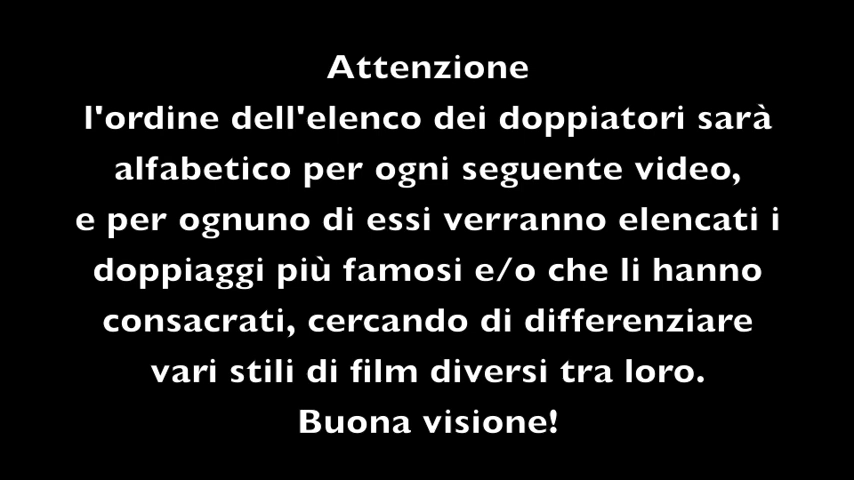 Attenzione
l'ordine dell'elenco dei doppiatori sarà
alfabetico per ogni seguente video,
e per ognuno di essi verranno elencati i
doppiaggi più famosi e/o che li hanno
consacrati, cercando di differenziare
vari stili di film diversi tra loro.
Buona visione!